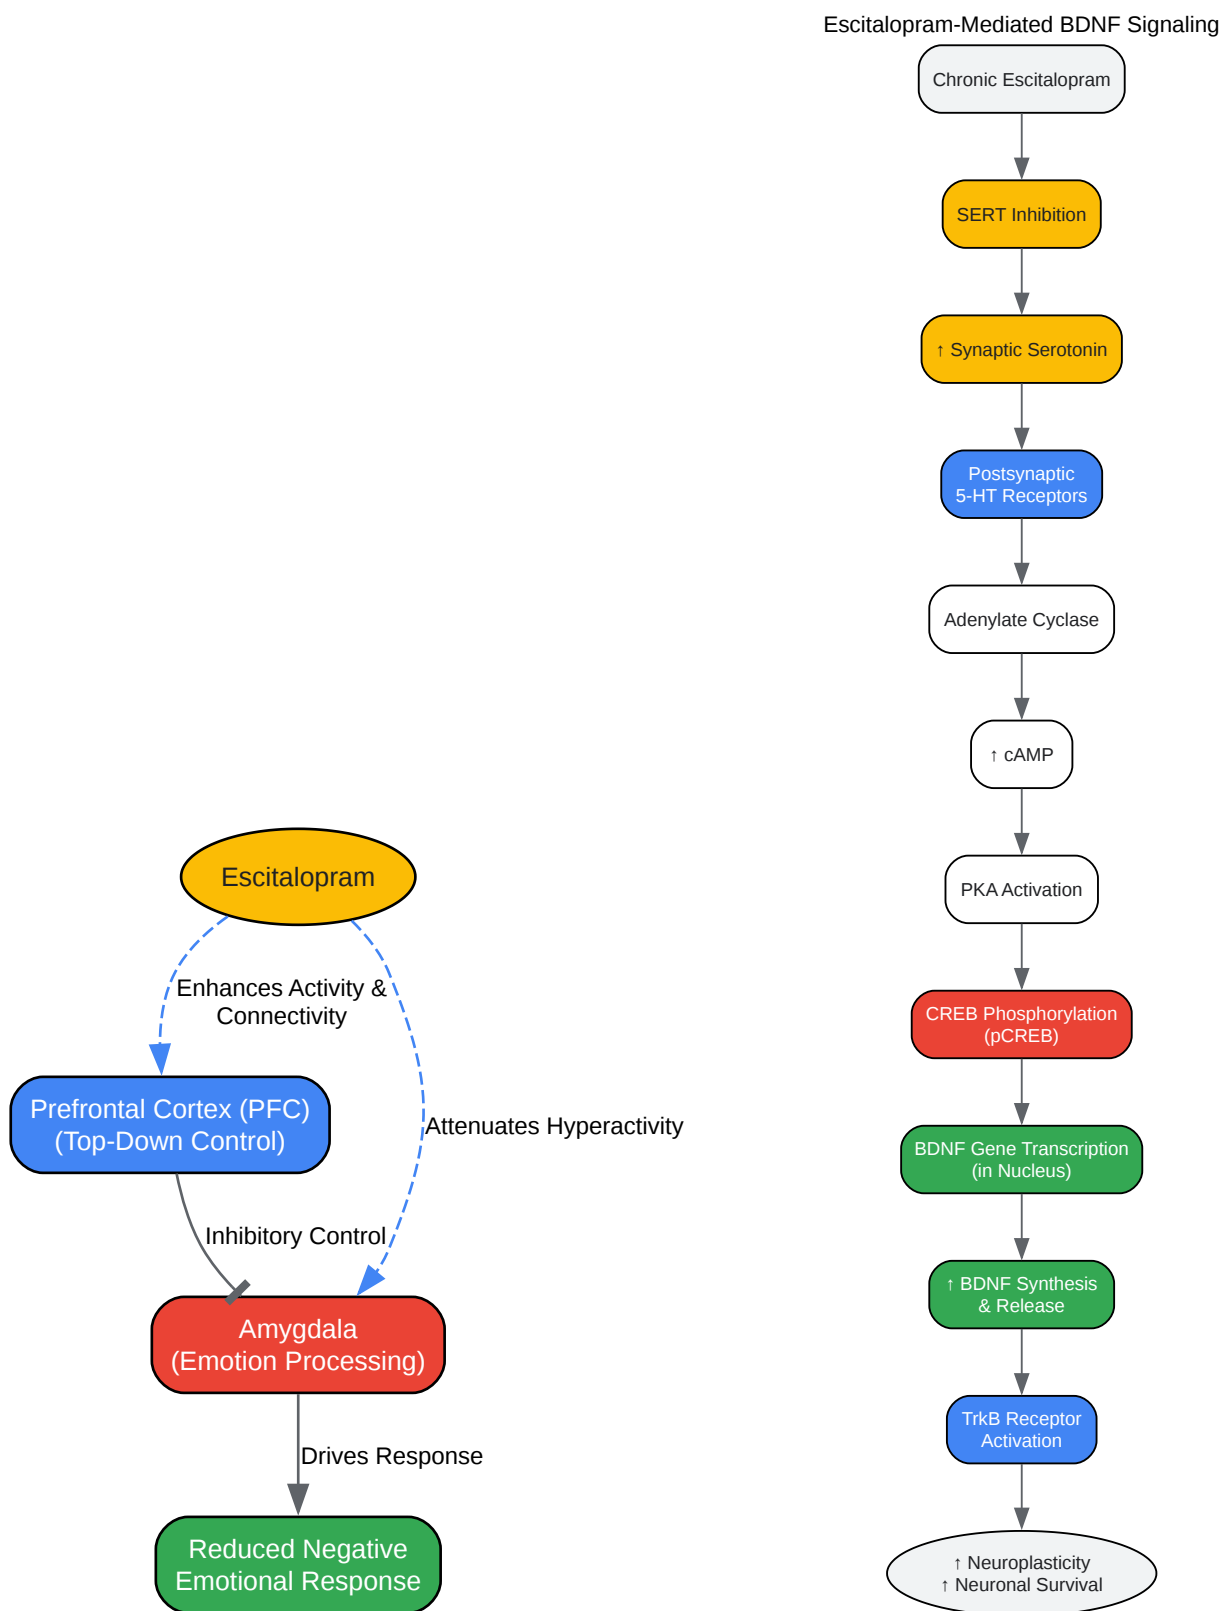 Escitalopram-Mediated BDNF Signaling
Chronic Escitalopram
SERT Inhibition
↑ Synaptic Serotonin
Postsynaptic
5-HT Receptors
Adenylate Cyclase
↑ cAMP
PKA Activation
CREB Phosphorylation
(pCREB)
BDNF Gene Transcription
(in Nucleus)
↑ BDNF Synthesis
& Release
TrkB Receptor
Activation
↑ Neuroplasticity
↑ Neuronal Survival
Escitalopram
Enhances Activity &
Connectivity
Prefrontal Cortex (PFC)
(Top-Down Control)
Attenuates Hyperactivity
Inhibitory Control
Amygdala
(Emotion Processing)
Drives Response
Reduced Negative
Emotional Response